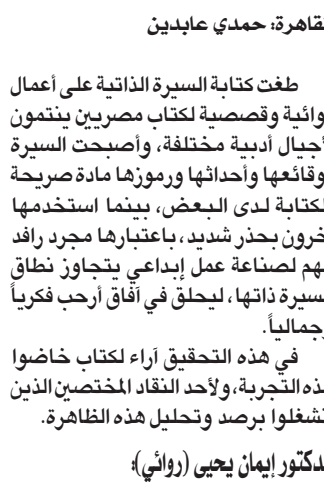 قاهرة: حمدي عابدين
طغت كتابة السيرة الذاتية على أعمال
وائية وقصصية لكتاب مصريين ينتمون
أجيال أدبية مختلفة، وأصبحت السيرة
وقائعها وأحداثها ورموزها مادة صريحة
لكتابة لدى البعض، بينما استخدمها
خرون بحذر شديد، باعتبارها مجرد رافد
هم لصناعة عمل إبداعي يتجاوز نطاق
سيرة ذاتها، ليحلق في آفاق أرحب فكرياً
جمالياً.
في هذه التحقيق آراء لكتاب خاضوا
ذه التجربة، ولأحد النقاد المختصين الذين
نشغلوا برصد وتحليل هذه الظاهرة.
دكتور إيمان يحيى (روائي):